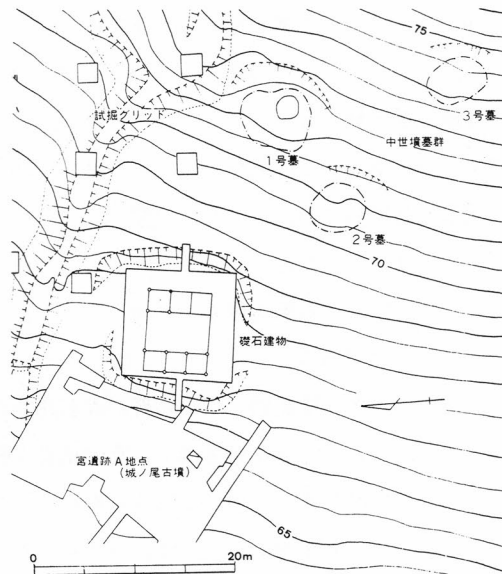 75
試掘グリット
3号墓
中世墳墓群
1号墓
2号墓
70
礎石建物
宮遺跡A地点
(城ノ尾古墳)
65
0
20m